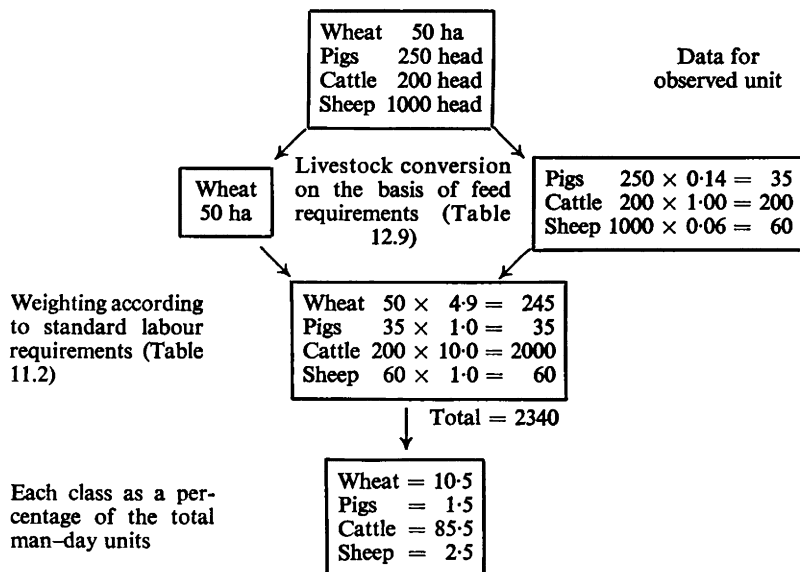 Wheat 50 ha
Pigs 250 head
Cattle 200 head
Sheep 1000 head
Data for
observed unit
Wheat
50 ha
Livestock conversion
on the basis of feed
requirements (Table
12.9)
Pigs 250 × 0·14 = 35
Cattle 200 × 1·00 = 200
Sheep 1000 × 0·06 = 60
Weighting according
to standard labour
requirements (Table
11.2)
Wheat 50 × 4·9 = 245
Pigs 35 × 1·0 = 35
Cattle 200 × 10·0 = 2000
Sheep 60 × 1·0 = 60
Total = 2340
Each class as a per-
centage of the total
man–day units
Wheat = 10·5
Pigs = 1·5
Cattle = 85·5
Sheep = 2·5